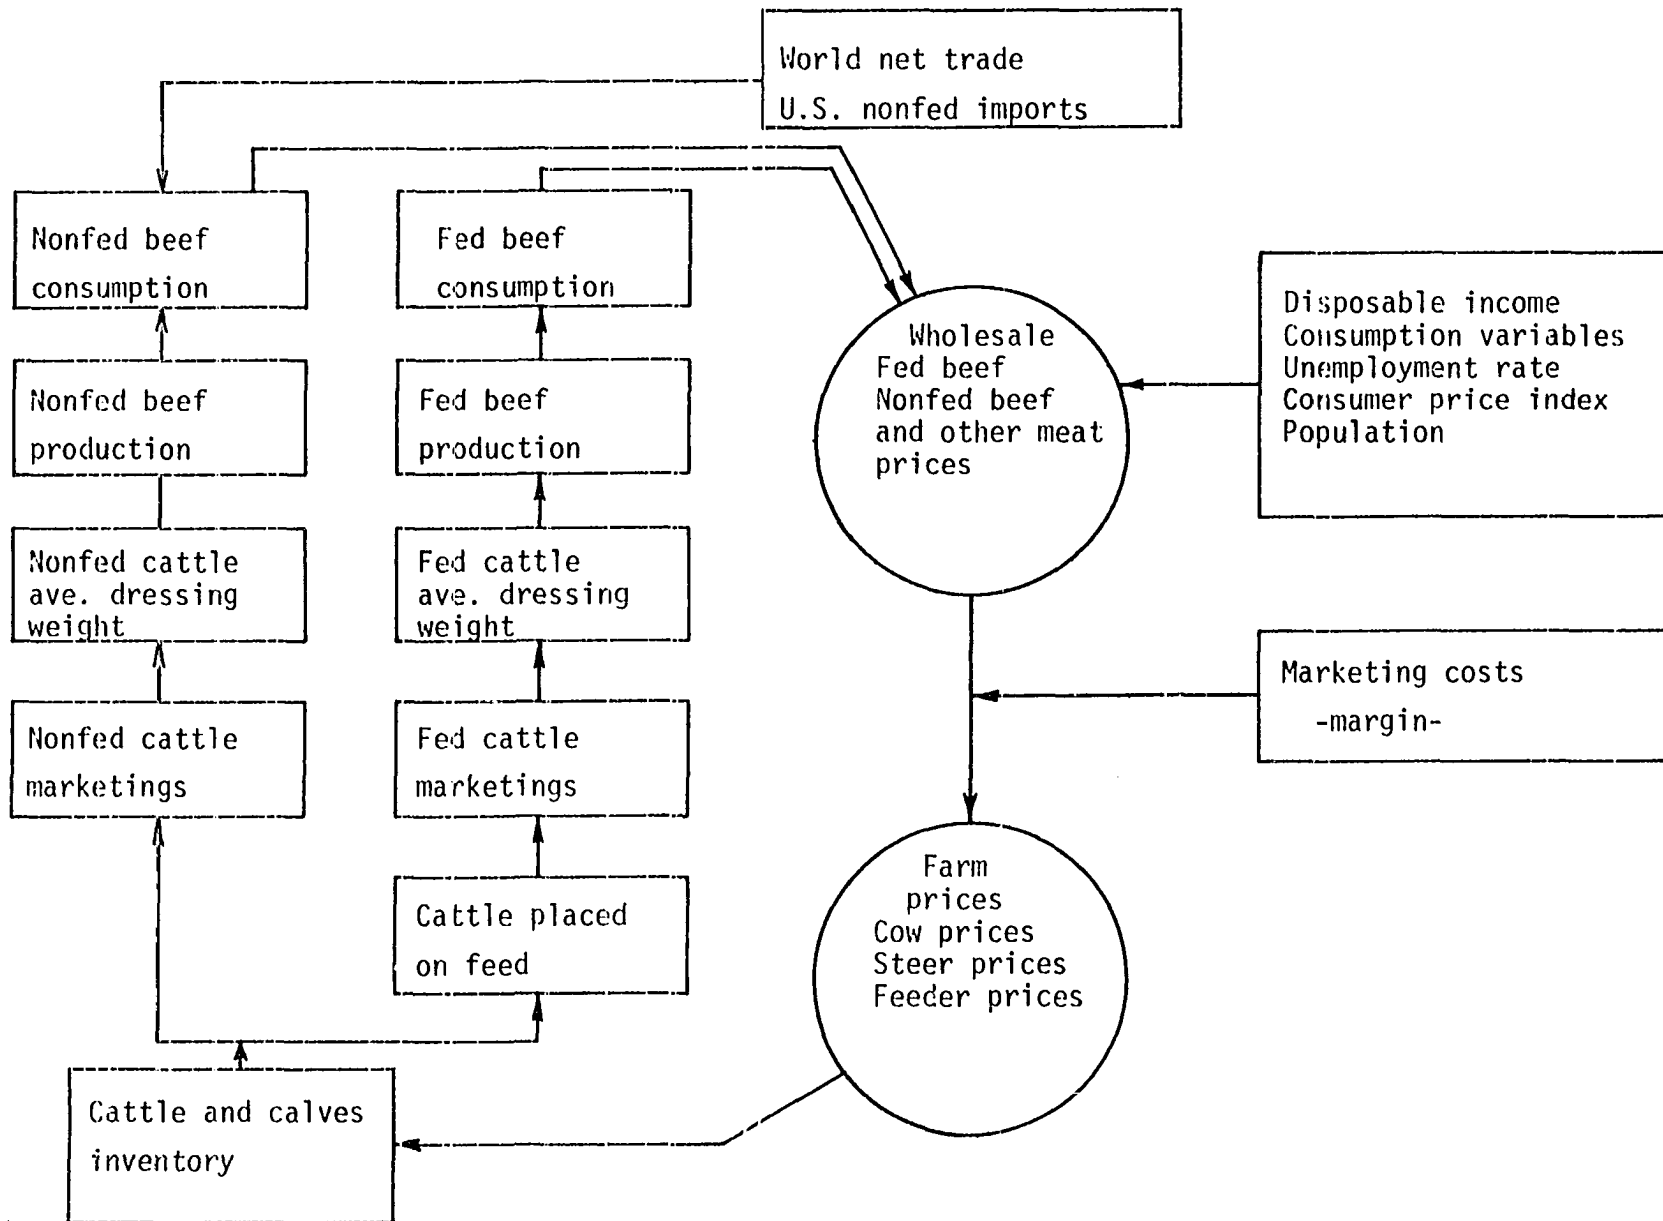 World net trade
U.S. nonfed imports
Nonfed beef
consumption
Fed beef
consumption
Wholesale
Fed beef
Nonfed beef
and other meat
prices
Disposable income
Consumption variables
Unemployment rate
Consumer price index
Population
Nonfed beef
production
Fed beef
production
Nonfed cattle
ave. dressing
weight
Fed cattle
ave. dressing
weight
Marketing costs
-margin-
Nonfed cattle
marketings
Fed cattle
marketings
Cattle placed
on feed
Farm
prices
Cow prices
Steer prices
Feeder prices
Cattle and calves
inventory